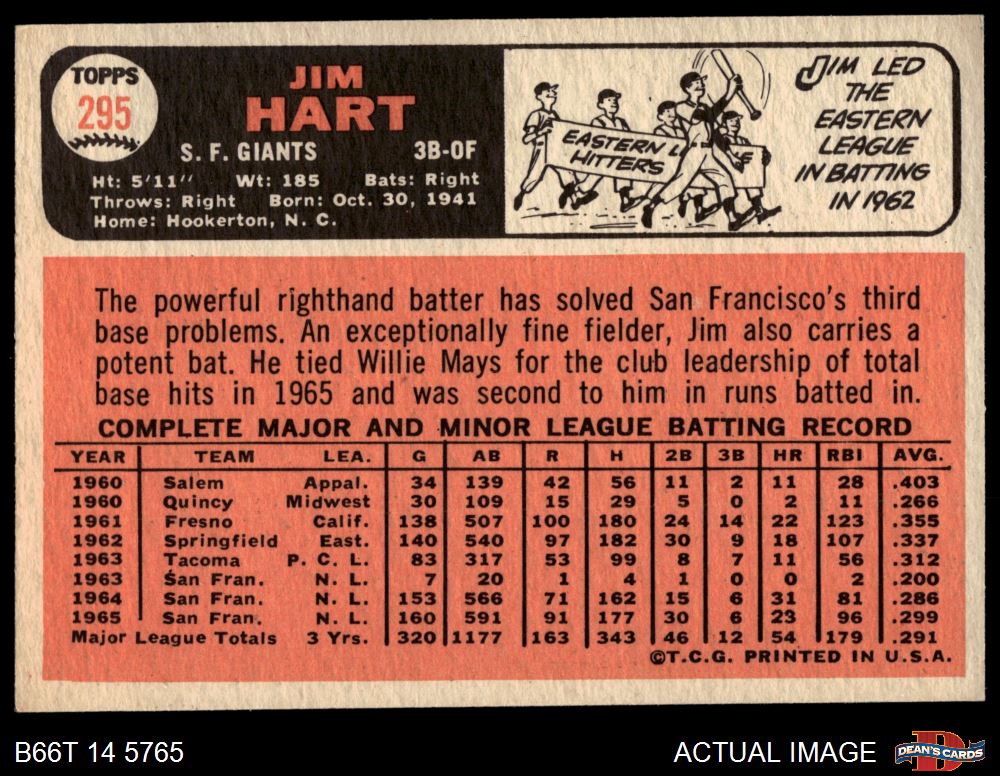 TOPPS
295
JIM
HART
S. F. GIANTS 3B-OF
Ht: 5'11" Wt: 185 Bats: Right
Throws: Right Born: Oct. 30, 1941
Home: Hookerton, N. C.
EASTERN L E
HITTERS
JIM LED
THE
EASTERN
LEAGUE
IN BATTING
IN 1962
The powerful righthand batter has solved San Francisco's third
base problems. An exceptionally fine fielder, Jim also carries a
potent bat. He tied Willie Mays for the club leadership of total
base hits in 1965 and was second to him in runs batted in.
COMPLETE MAJOR AND MINOR LEAGUE BATTING RECORD
YEAR TEAM LEA. G AB R H 2B 3B HR RBI AVG.
1960 Salem Appal. 34 139 42 56 11 2 11 28 .403
1960 Quincy Midwest 30 109 15 29 5 0 2 11 .266
1961 Fresno Calif. 138 507 100 180 24 14 22 123 .355
1962 Springfield East. 140 540 97 182 30 9 18 107 .337
1963 Tacoma P. C. L. 83 317 53 99 8 7 11 56 .312
1963 San Fran. N. L. 7 20 1 4 1 0 0 2 .200
1964 San Fran. N. L. 153 566 71 162 15 6 31 81 .286
1965 San Fran. N. L. 160 591 91 177 30 6 23 96 .299
Major League Totals 3 Yrs. 320 1177 163 343 46 12 54 179 .291
©T.C.G. PRINTED IN U.S.A.
B66T 14 5765 ACTUAL IMAGE DEAN'S CARDS